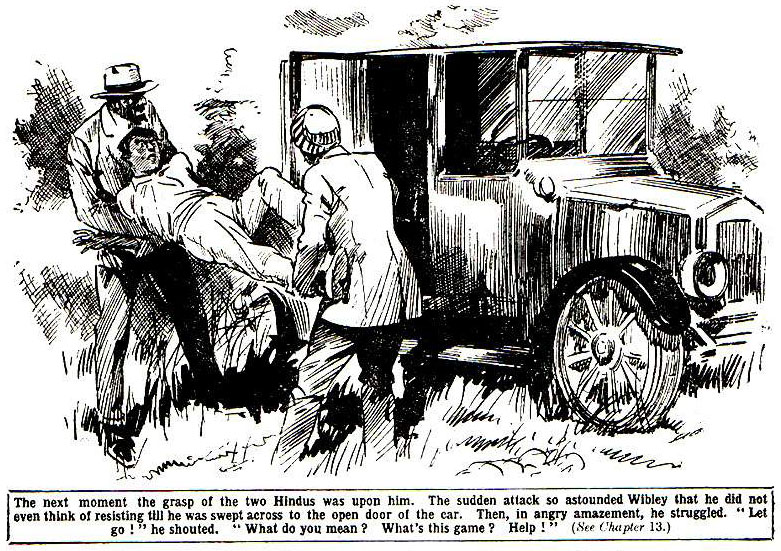 The next moment the grasp of the two Hindus was upon him. The sudden attack so astounded Wibley that he did not
even think of resisting till he was swept across to the open door of the car. Then, in angry amazement, he struggled. “ Let
go ! ” he shouted. “ What do you mean ? What's this game ? Help ! ” (See Chapter 13.)